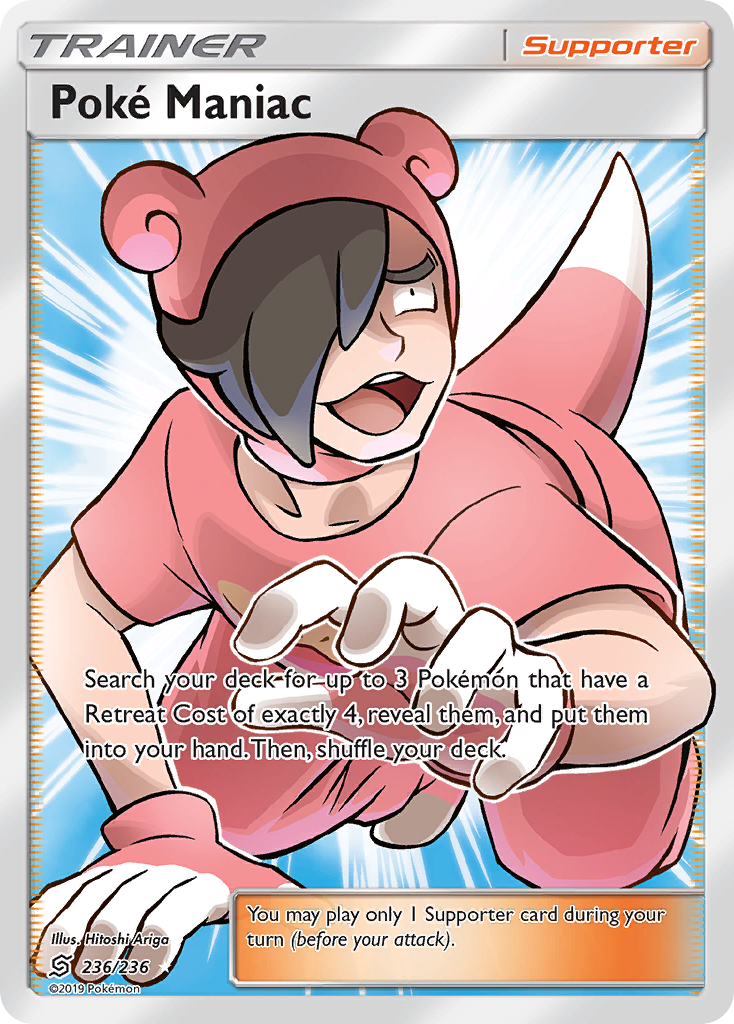 TRAINER
Supporter
Poké Maniac
Search your deck for up to 3 Pokémon that have a
Retreat Cost of exactly 4, reveal them, and put them
into your hand. Then, shuffle your deck.
You may play only 1 Supporter card during your
turn (before your attack).
Illus. Hitoshi Ariga
236/236
©2019 Pokémon